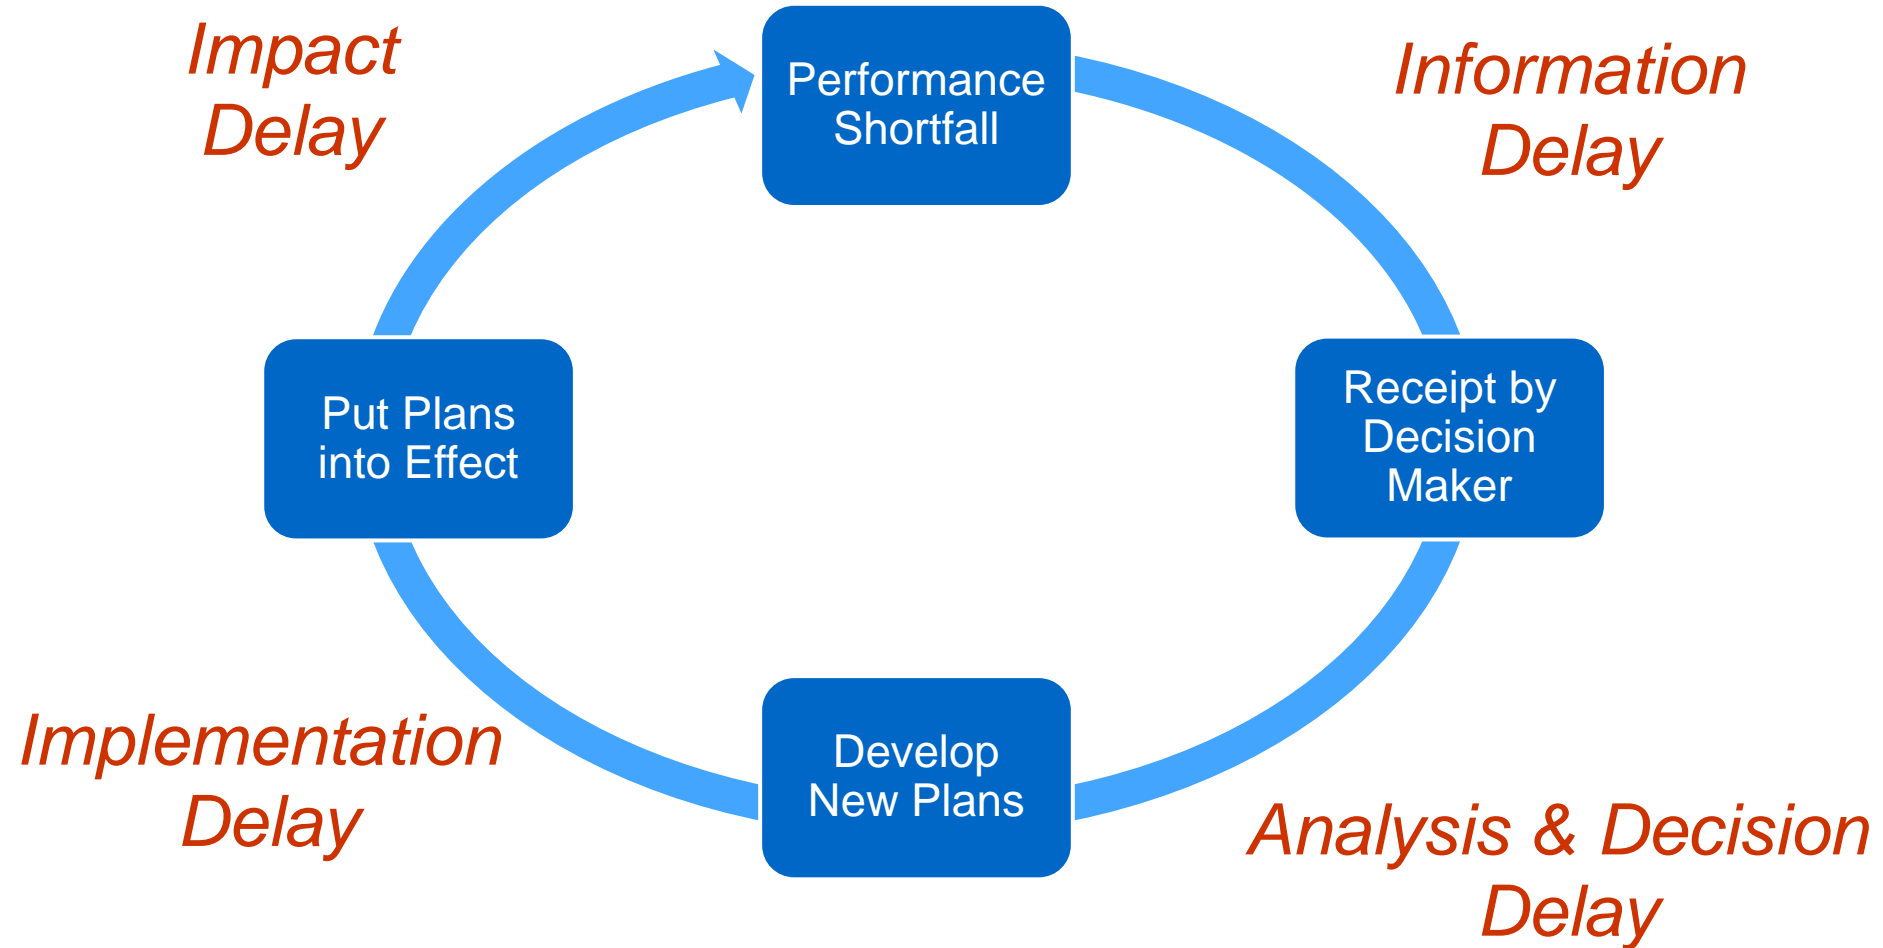 Impact
Delay
Performance
Shortfall
Information
Delay
Put Plans
into Effect
Receipt by
Decision
Maker
Implementation
Delay
Develop
New Plans
Analysis & Decision
Delay